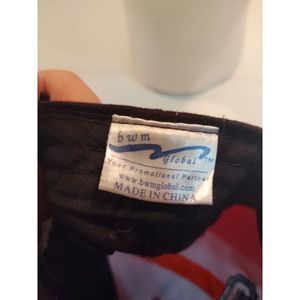 bwm
Global™
Your Promotional Partner
www.bwmglobal.com
MADE IN CHINA